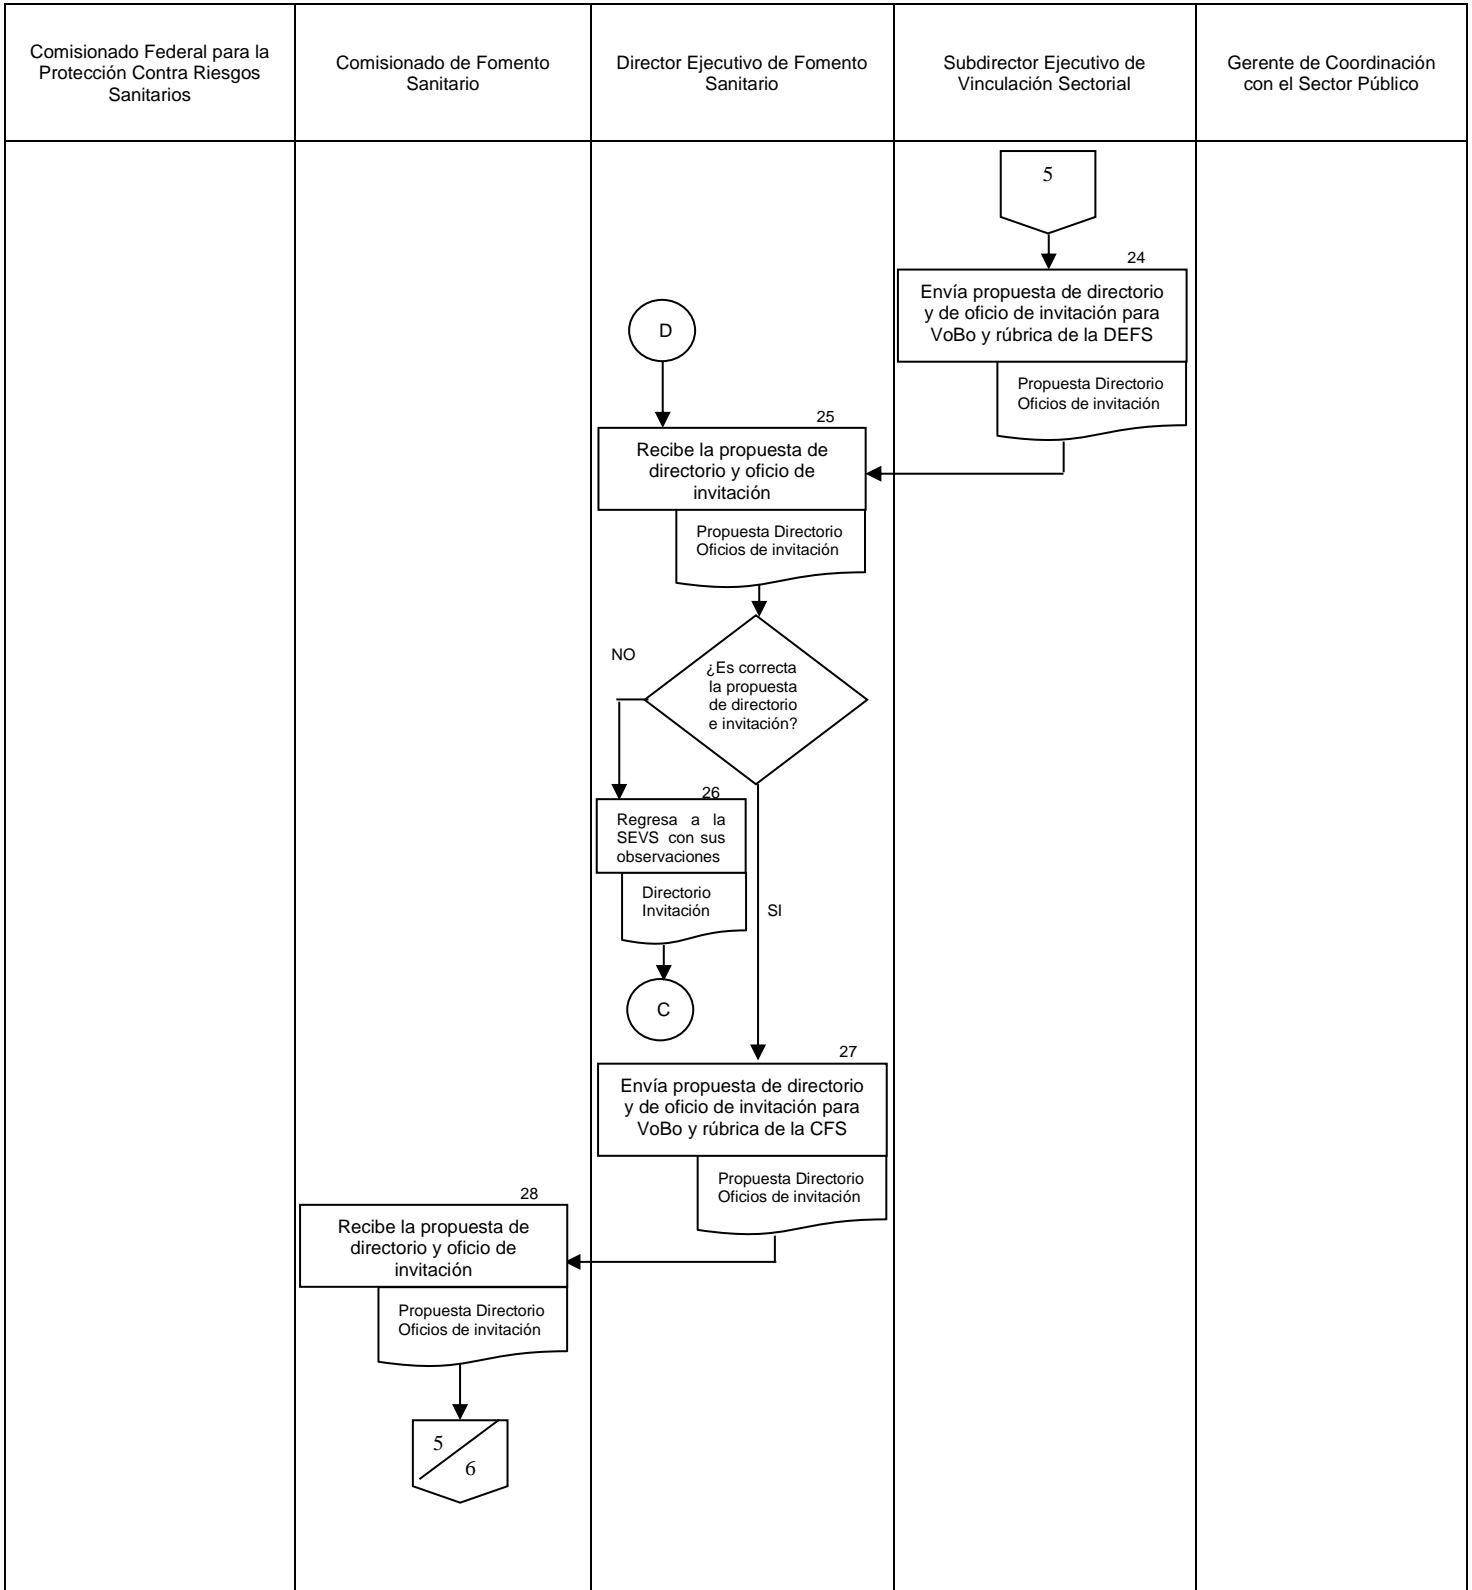 Comisionado Federal para la
Protección Contra Riesgos
Sanitarios
Comisionado de Fomento
Sanitario
Director Ejecutivo de Fomento
Sanitario
Subdirector Ejecutivo de
Vinculación Sectorial
Gerente de Coordinación
con el Sector Público
5
24
Envía propuesta de directorio
y de oficio de invitación para
VoBo y rúbrica de la DEFS
Propuesta Directorio
Oficios de invitación
D
25
Recibe la propuesta de
directorio y oficio de
invitación
Propuesta Directorio
Oficios de invitación
¿Es correcta
la propuesta
de directorio
e invitación?
NO
26
Regresa a la
SEVS con sus
observaciones
Directorio
Invitación
C
SI
27
Envía propuesta de directorio
y de oficio de invitación para
VoBo y rúbrica de la CFS
Propuesta Directorio
Oficios de invitación
28
Recibe la propuesta de
directorio y oficio de
invitación
Propuesta Directorio
Oficios de invitación
5
6